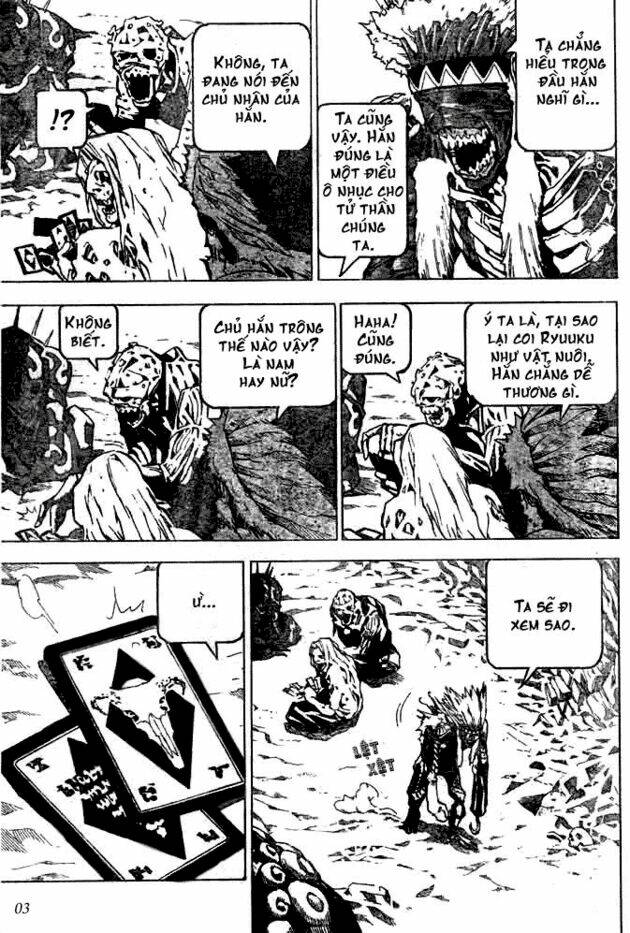 TA CHẲNG
HIỂU TRONG
ĐẦU HẮN
NGHĨ GÌ...
TA CŨNG
VẬY. HẮN
ĐÚNG LÀ
MỘT ĐIỀU
Ô NHỤC CHO
TỬ THẦN
CHÚNG
TA.
KHÔNG, TA
ĐANG NÓI ĐẾN
CHỦ NHÂN CỦA
HẮN.
!?
Ý TA LÀ, TẠI SAO
LẠI COI RYUUKU
NHƯ VẬT NUÔI.
HẮN CHẲNG DỄ
THƯƠNG GÌ.
HAHA!
CŨNG
ĐÚNG.
CHỦ HẮN TRÔNG
THẾ NÀO VẬY?
LÀ NAM
HAY NỮ?
KHÔNG
BIẾT.
TA SẼ ĐI
XEM SAO.
LỆT
XỆT
Ừ...
03